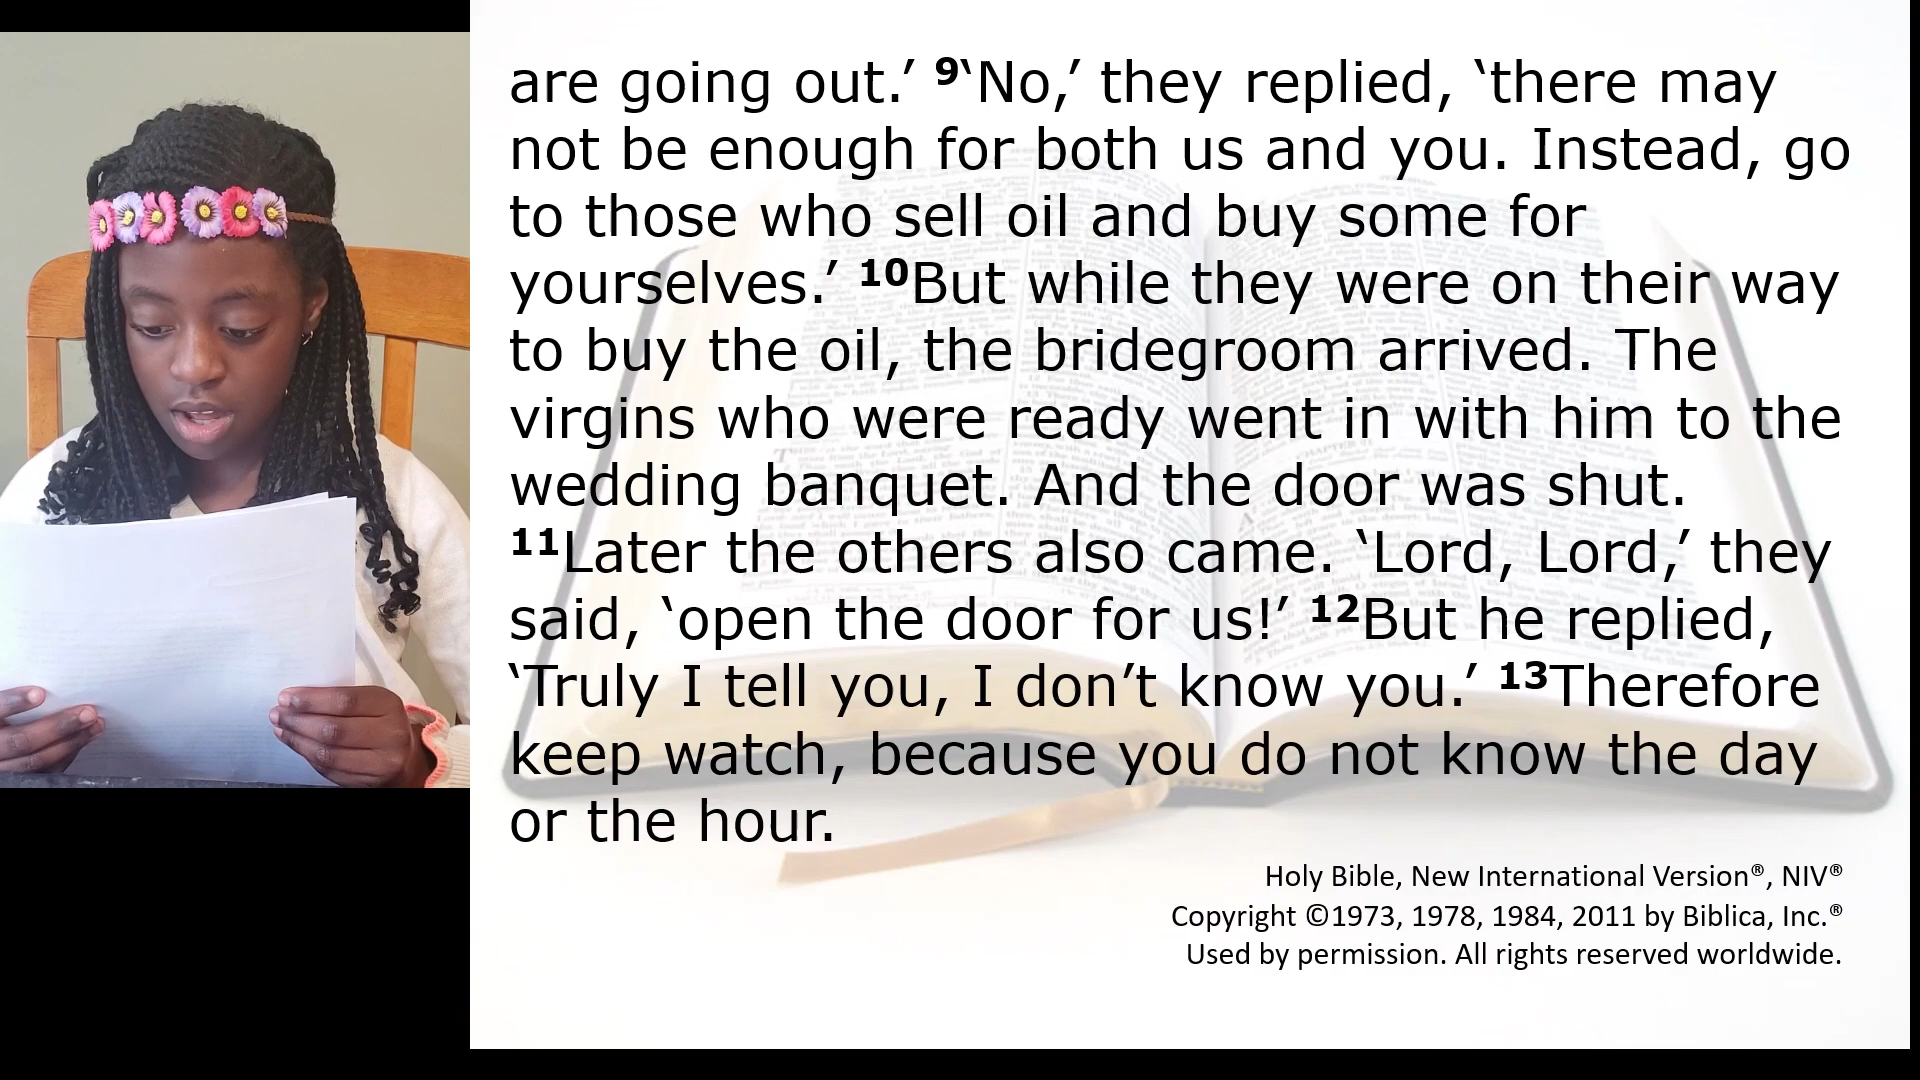 are going out.’ 9‘No,’ they replied, ‘there may
not be enough for both us and you. Instead, go
to those who sell oil and buy some for
yourselves.’ 10But while they were on their way
to buy the oil, the bridegroom arrived. The
virgins who were ready went in with him to the
wedding banquet. And the door was shut.
11Later the others also came. ‘Lord, Lord,’ they
said, ‘open the door for us!’ 12But he replied,
‘Truly I tell you, I don’t know you.’ 13Therefore
keep watch, because you do not know the day
or the hour.
Holy Bible, New International Version®, NIV®
Copyright ©1973, 1978, 1984, 2011 by Biblica, Inc.®
Used by permission. All rights reserved worldwide.